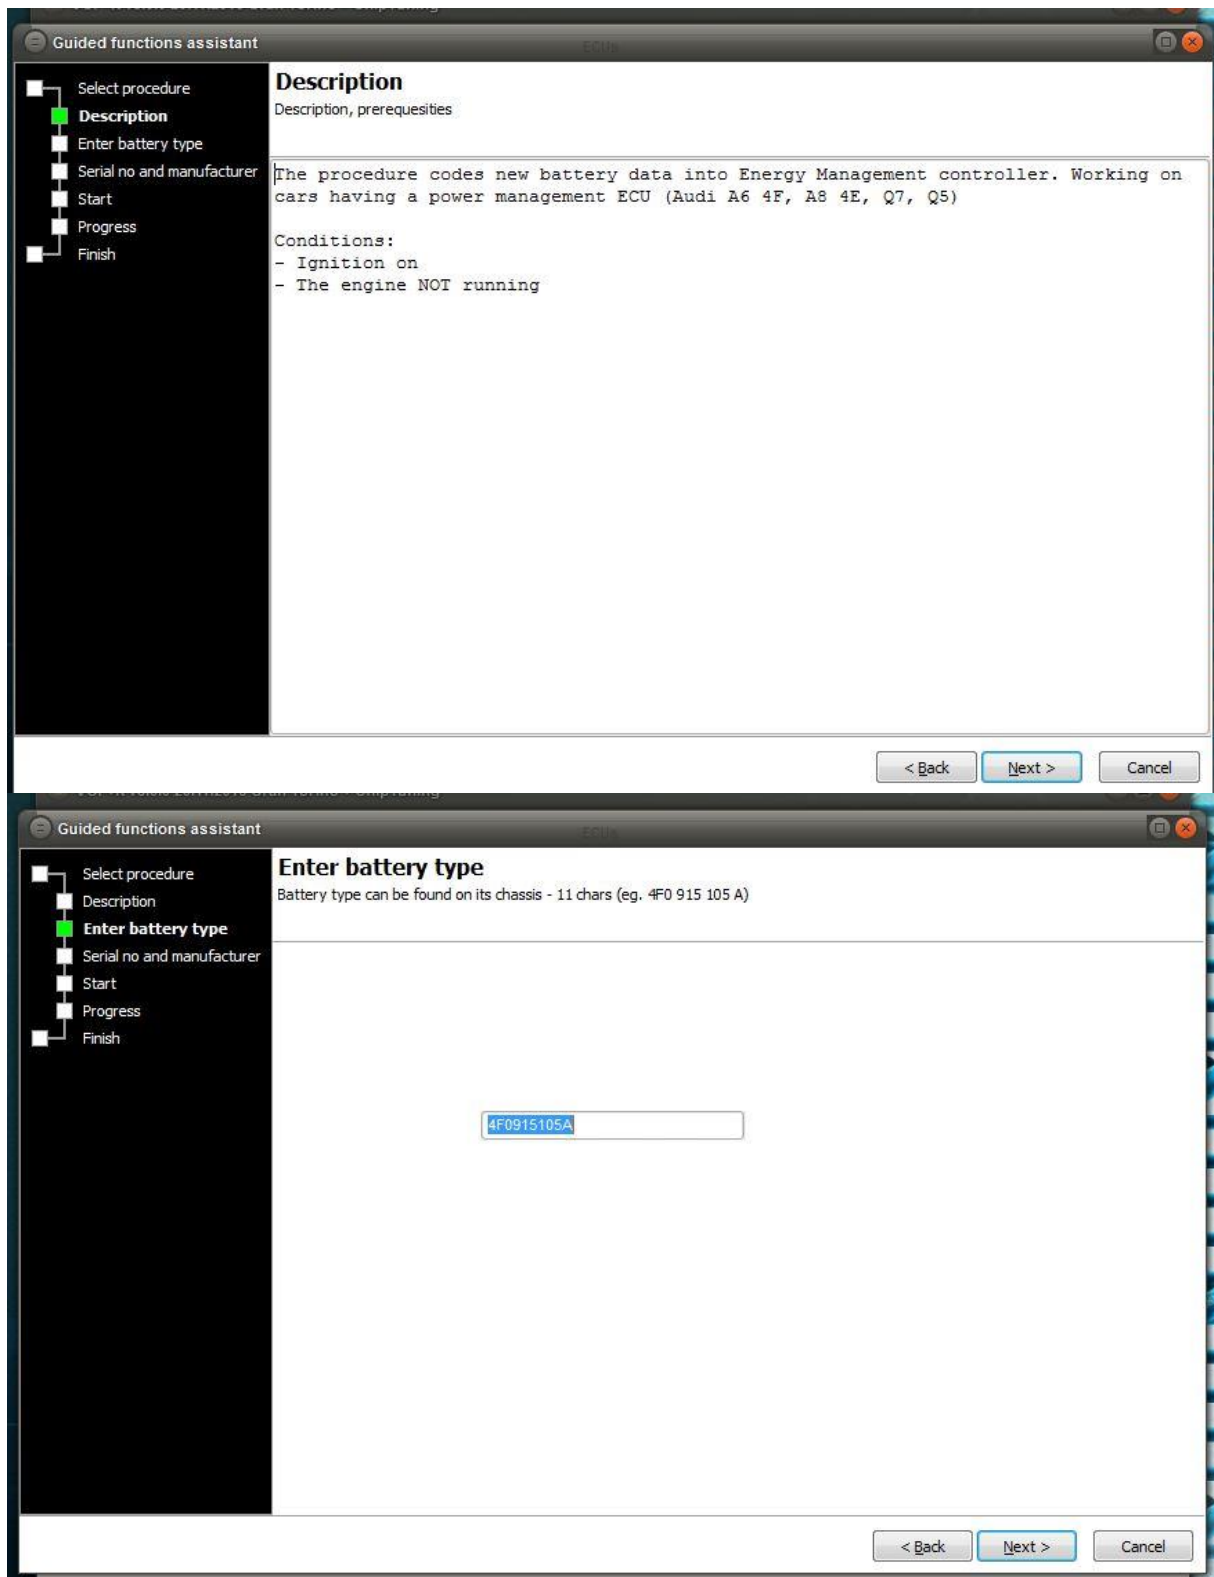 Guided functions assistant
ECUs
Select procedure
Description
Enter battery type
Serial no and manufacturer
Start
Progress
Finish
Description
Description, prerequesities
The procedure codes new battery data into Energy Management controller. Working on
cars having a power management ECU (Audi A6 4F, A8 4E, Q7, Q5)
Conditions:
- Ignition on
- The engine NOT running
< Back
Next >
Cancel
Guided functions assistant
ECUs
Select procedure
Description
Enter battery type
Serial no and manufacturer
Start
Progress
Finish
Enter battery type
Battery type can be found on its chassis - 11 chars (eg. 4F0 915 105 A)
4F0915105A
< Back
Next >
Cancel